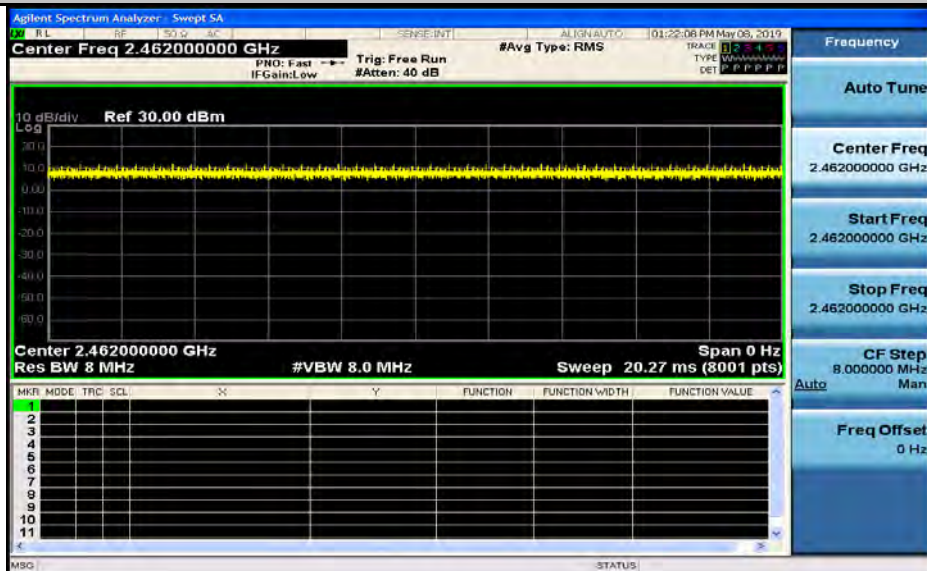 Agilent Spectrum Analyzer - Swept SA
LXI RL RF 50 Ω AC SENSE:INT ALIGN AUTO 01:22:08 PM May 08, 2019
Center Freq 2.462000000 GHz #Avg Type: RMS TRACE 1 2 3 4 5 6 Frequency
PNO: Fast Trig: Free Run TYPE
IFGain:Low #Atten: 40 dB DET P P P P P P
Auto Tune
10 dB/div Ref 30.00 dBm
Log
20.0
10.0
0.00
-10.0
-20.0
-30.0
-40.0
-50.0
-60.0
Center Freq
2.462000000 GHz
Start Freq
2.462000000 GHz
Stop Freq
2.462000000 GHz
Center 2.462000000 GHz Span 0 Hz
Res BW 8 MHz #VBW 8.0 MHz Sweep 20.27 ms (8001 pts)
CF Step
8.000000 MHz
Auto Man
MKR MODE TRC SCL X Y FUNCTION FUNCTION WIDTH FUNCTION VALUE
1
2
3
4
5
6
7
8
9
10
11
Freq Offset
0 Hz
MSG STATUS